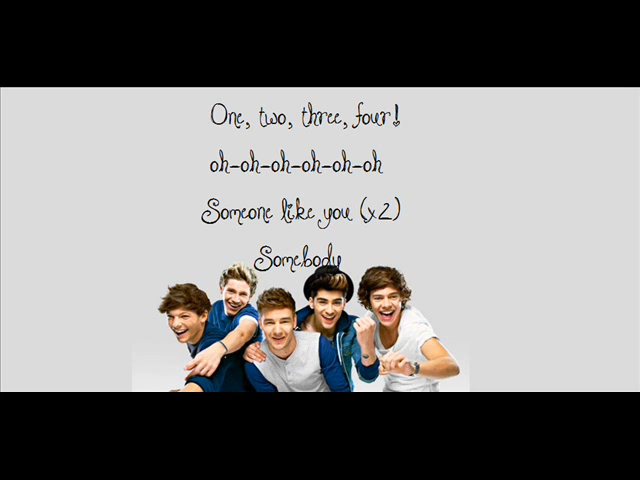 One, two, three, four!
oh-oh-oh-oh-oh-oh
Someone like you (x2)
Somebody